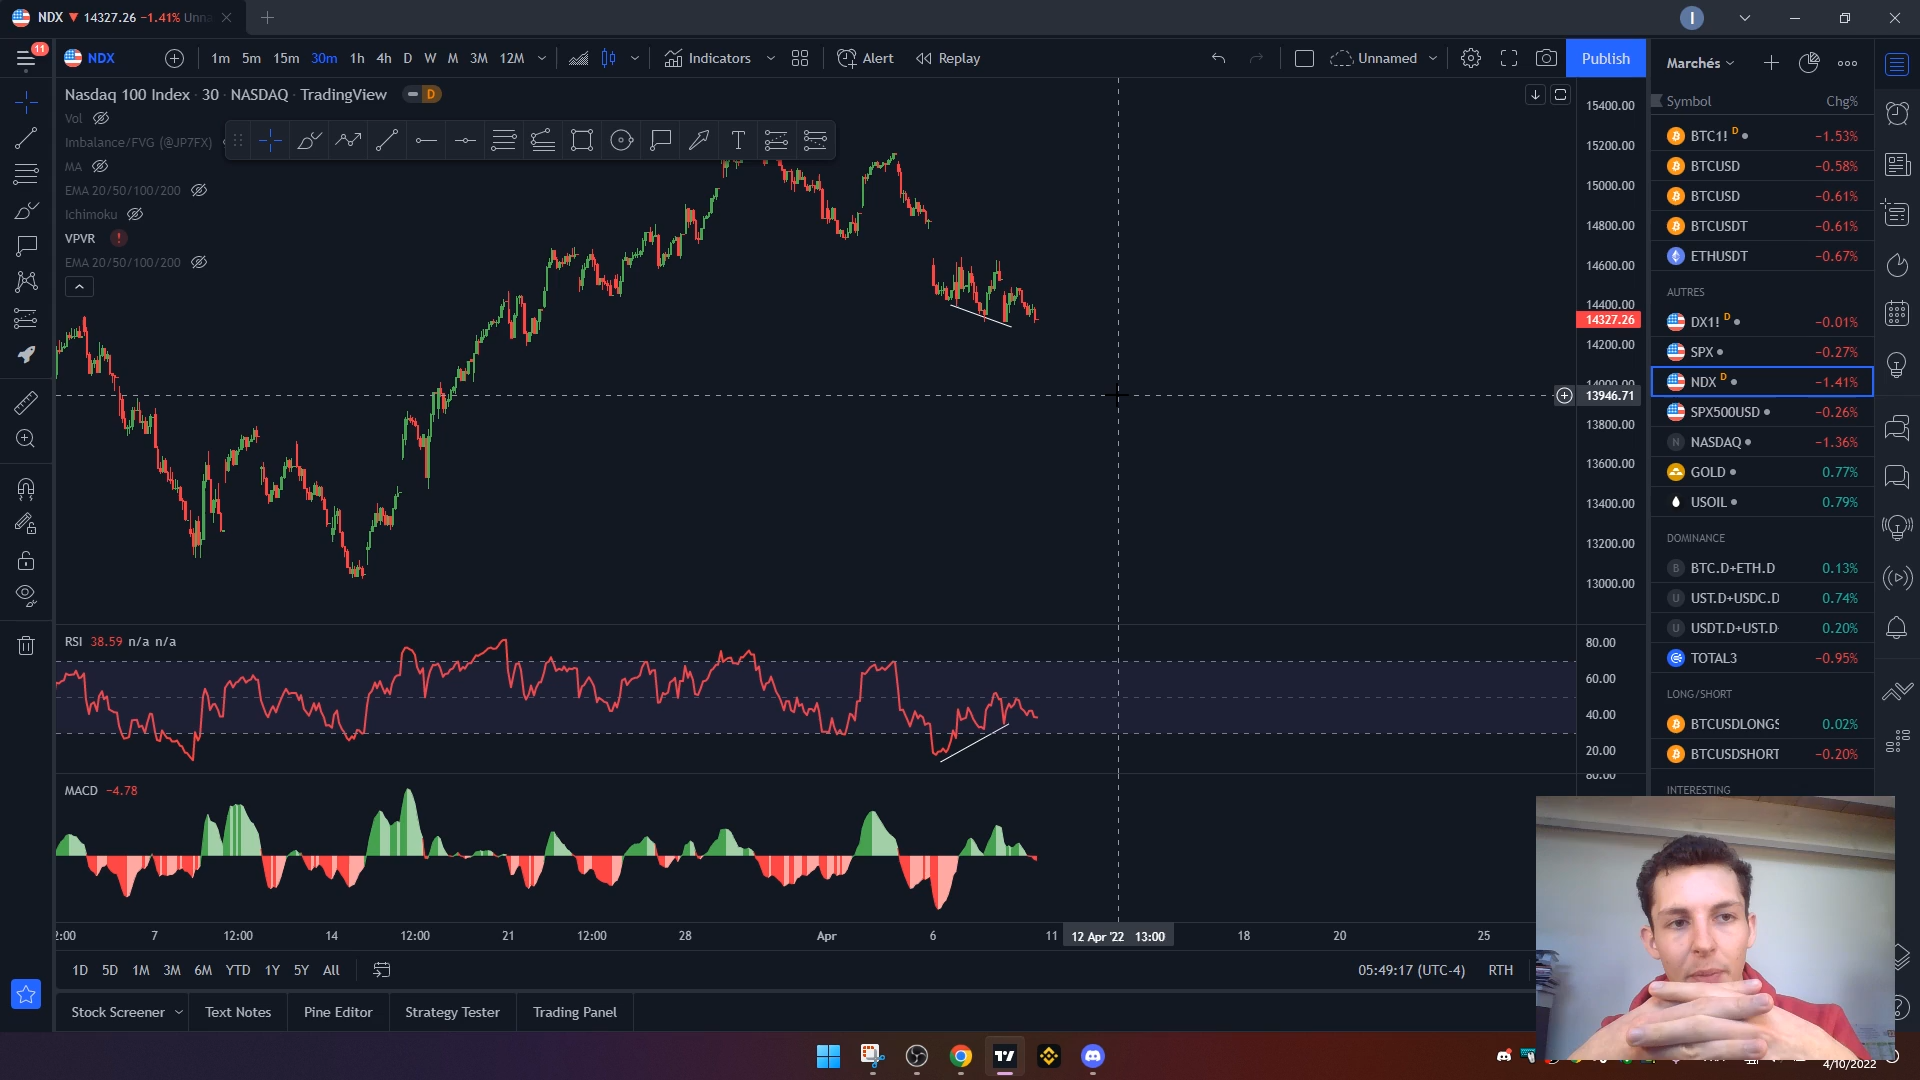 NDX ▼ 14327.26 −1.41% Unna
I
11
NDX
1m 5m 15m 30m 1h 4h D W M 3M 12M
Indicators
Alert
Replay
Unnamed
Publish
Marchés
Nasdaq 100 Index · 30 · NASDAQ · TradingView
D
Vol
Imbalance/FVG (@JP7FX)
MA
EMA 20/50/100/200
Ichimoku
VPVR
EMA 20/50/100/200
15400.00
15200.00
15000.00
14800.00
14600.00
14400.00
14327.26
14200.00
14000.00
13946.71
13800.00
13600.00
13400.00
13200.00
13000.00
RSI 38.59 n/a n/a
80.00
60.00
40.00
20.00
MACD −4.78
80.00
2:00 7 12:00 14 12:00 21 12:00 28 Apr 6 11 12 Apr '22 13:00 18 20 25
1D 5D 1M 3M 6M YTD 1Y 5Y All
05:49:17 (UTC-4) RTH
Stock Screener Text Notes Pine Editor Strategy Tester Trading Panel
Symbol Chg%
BTC1! D −1.53%
BTCUSD −0.58%
BTCUSD −0.61%
BTCUSDT −0.61%
ETHUSDT −0.67%
AUTRES
DX1! D −0.01%
SPX −0.27%
NDX D −1.41%
SPX500USD −0.26%
N NASDAQ −1.36%
GOLD 0.77%
USOIL 0.79%
DOMINANCE
B BTC.D+ETH.D 0.13%
U UST.D+USDC.D 0.74%
U USDT.D+UST.D 0.20%
TOTAL3 −0.95%
LONG/SHORT
BTCUSDLONGS 0.02%
BTCUSDSHORT −0.20%
INTERESTING
4/10/2022